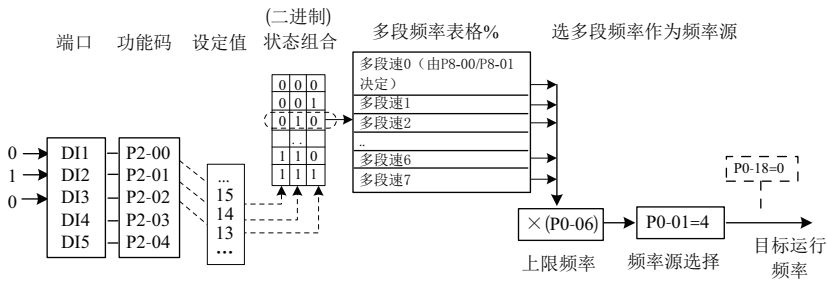 端口
功能码
设定值
(二进制)
状态组合
多段频率表格%
选多段频率作为频率源
0
1
0
DI1
DI2
DI3
DI4
DI5
P2-00
P2-01
P2-02
P2-03
P2-04
...
15
14
13
...
0 0 0
0 0 1
0 1 0
..
1 1 0
1 1 1
多段速0（由P8-00/P8-01
决定）
多段速1
多段速2
..
多段速6
多段速7
×(P0-06)
上限频率
P0-01=4
频率源选择
P0-18=0
目标运行
频率